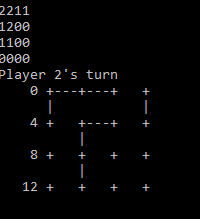 2211
1200
1100
0000
Player 2's turn
    0 +---+---+   +
      |           |
    4 +   +---+   +
          |
    8 +   +   +   +
          |
   12 +   +   +   +